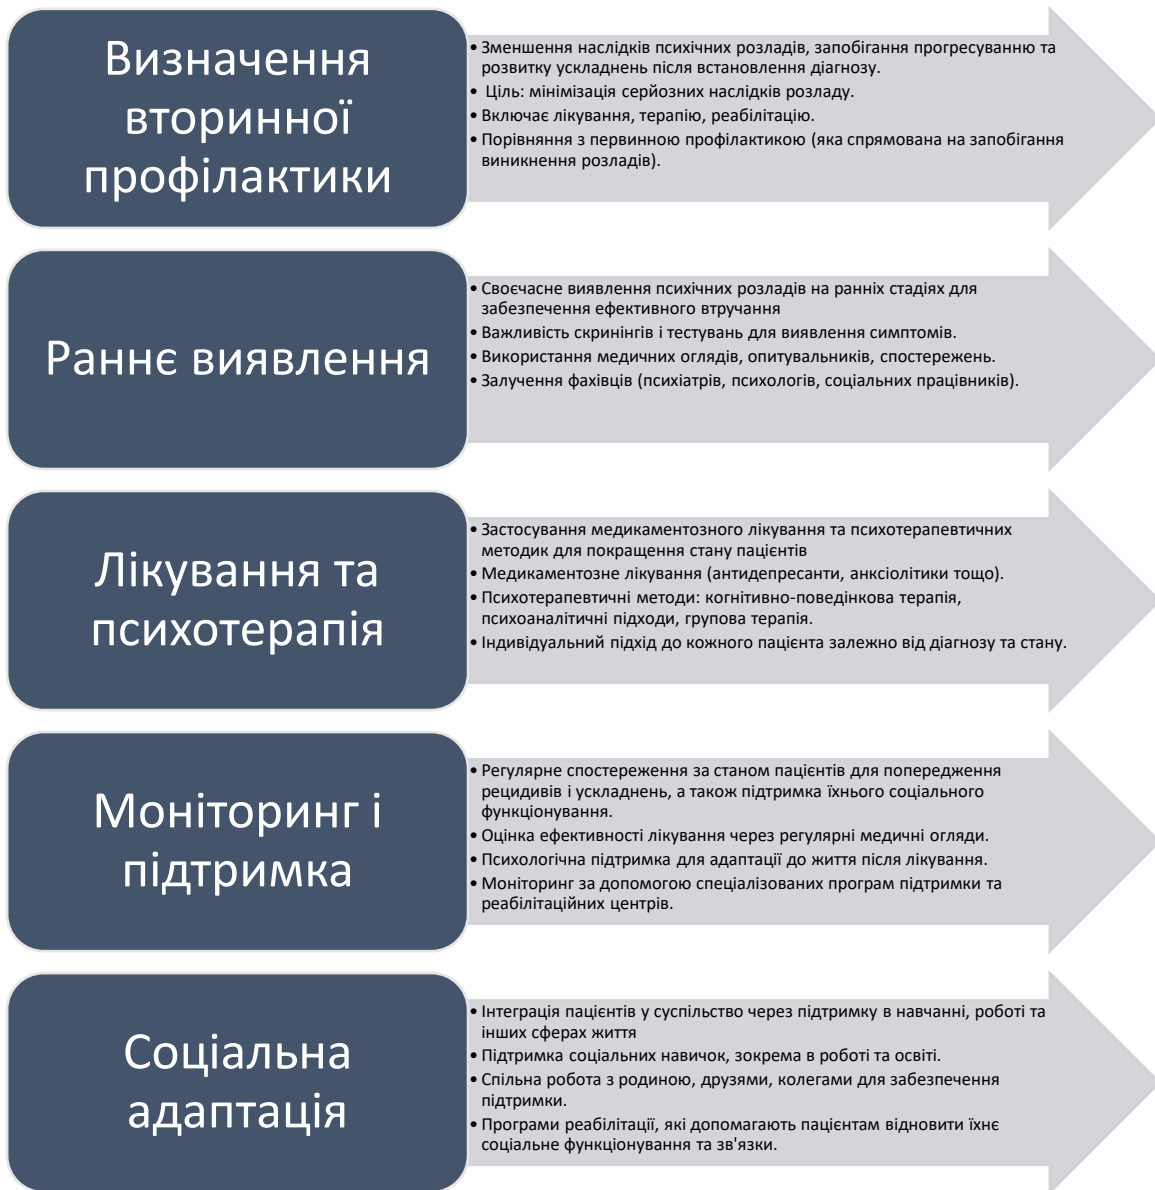 Визначення
вторинної
профілактики
• Зменшення наслідків психічних розладів, запобігання прогресуванню та
розвитку ускладнень після встановлення діагнозу.
• Ціль: мінімізація серйозних наслідків розладу.
• Включає лікування, терапію, реабілітацію.
• Порівняння з первинною профілактикою (яка спрямована на запобігання
виникнення розладів).
Раннє виявлення
• Своєчасне виявлення психічних розладів на ранніх стадіях для
забезпечення ефективного втручання
• Важливість скринінгів і тестувань для виявлення симптомів.
• Використання медичних оглядів, опитувальників, спостережень.
• Залучення фахівців (психіатрів, психологів, соціальних працівників).
Лікування та
психотерапія
• Застосування медикаментозного лікування та психотерапевтичних
методик для покращення стану пацієнтів
• Медикаментозне лікування (антидепресанти, анксіолітики тощо).
• Психотерапевтичні методи: когнітивно-поведінкова терапія,
психоаналітичні підходи, групова терапія.
• Індивідуальний підхід до кожного пацієнта залежно від діагнозу та стану.
Моніторинг і
підтримка
• Регулярне спостереження за станом пацієнтів для попередження
рецидивів і ускладнень, а також підтримка їхнього соціального
функціонування.
• Оцінка ефективності лікування через регулярні медичні огляди.
• Психологічна підтримка для адаптації до життя після лікування.
• Моніторинг за допомогою спеціалізованих програм підтримки та
реабілітаційних центрів.
Соціальна
адаптація
• Інтеграція пацієнтів у суспільство через підтримку в навчанні, роботі та
інших сферах життя
• Підтримка соціальних навичок, зокрема в роботі та освіті.
• Спільна робота з родиною, друзями, колегами для забезпечення
підтримки.
• Програми реабілітації, які допомагають пацієнтам відновити їхнє
соціальне функціонування та зв'язки.